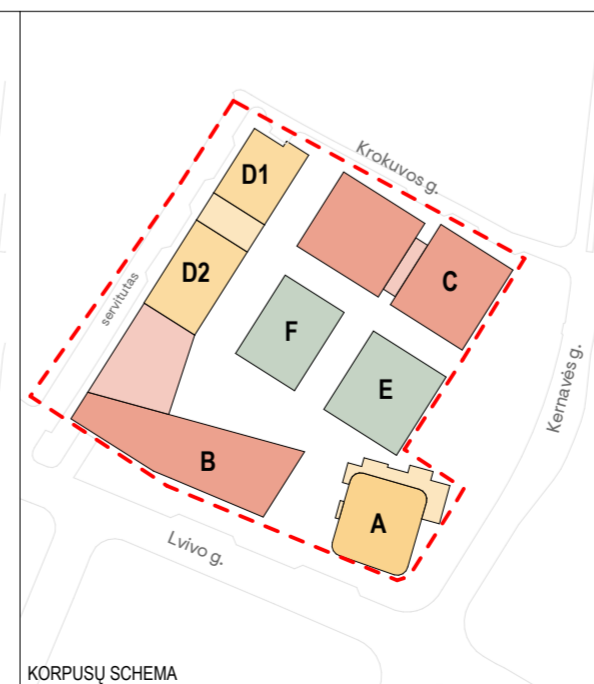 Krokuvos g.
D1
D2
C
servitutas
F
E
Kernavės g.
B
A
Lvivo g.
KORPUSŲ SCHEMA